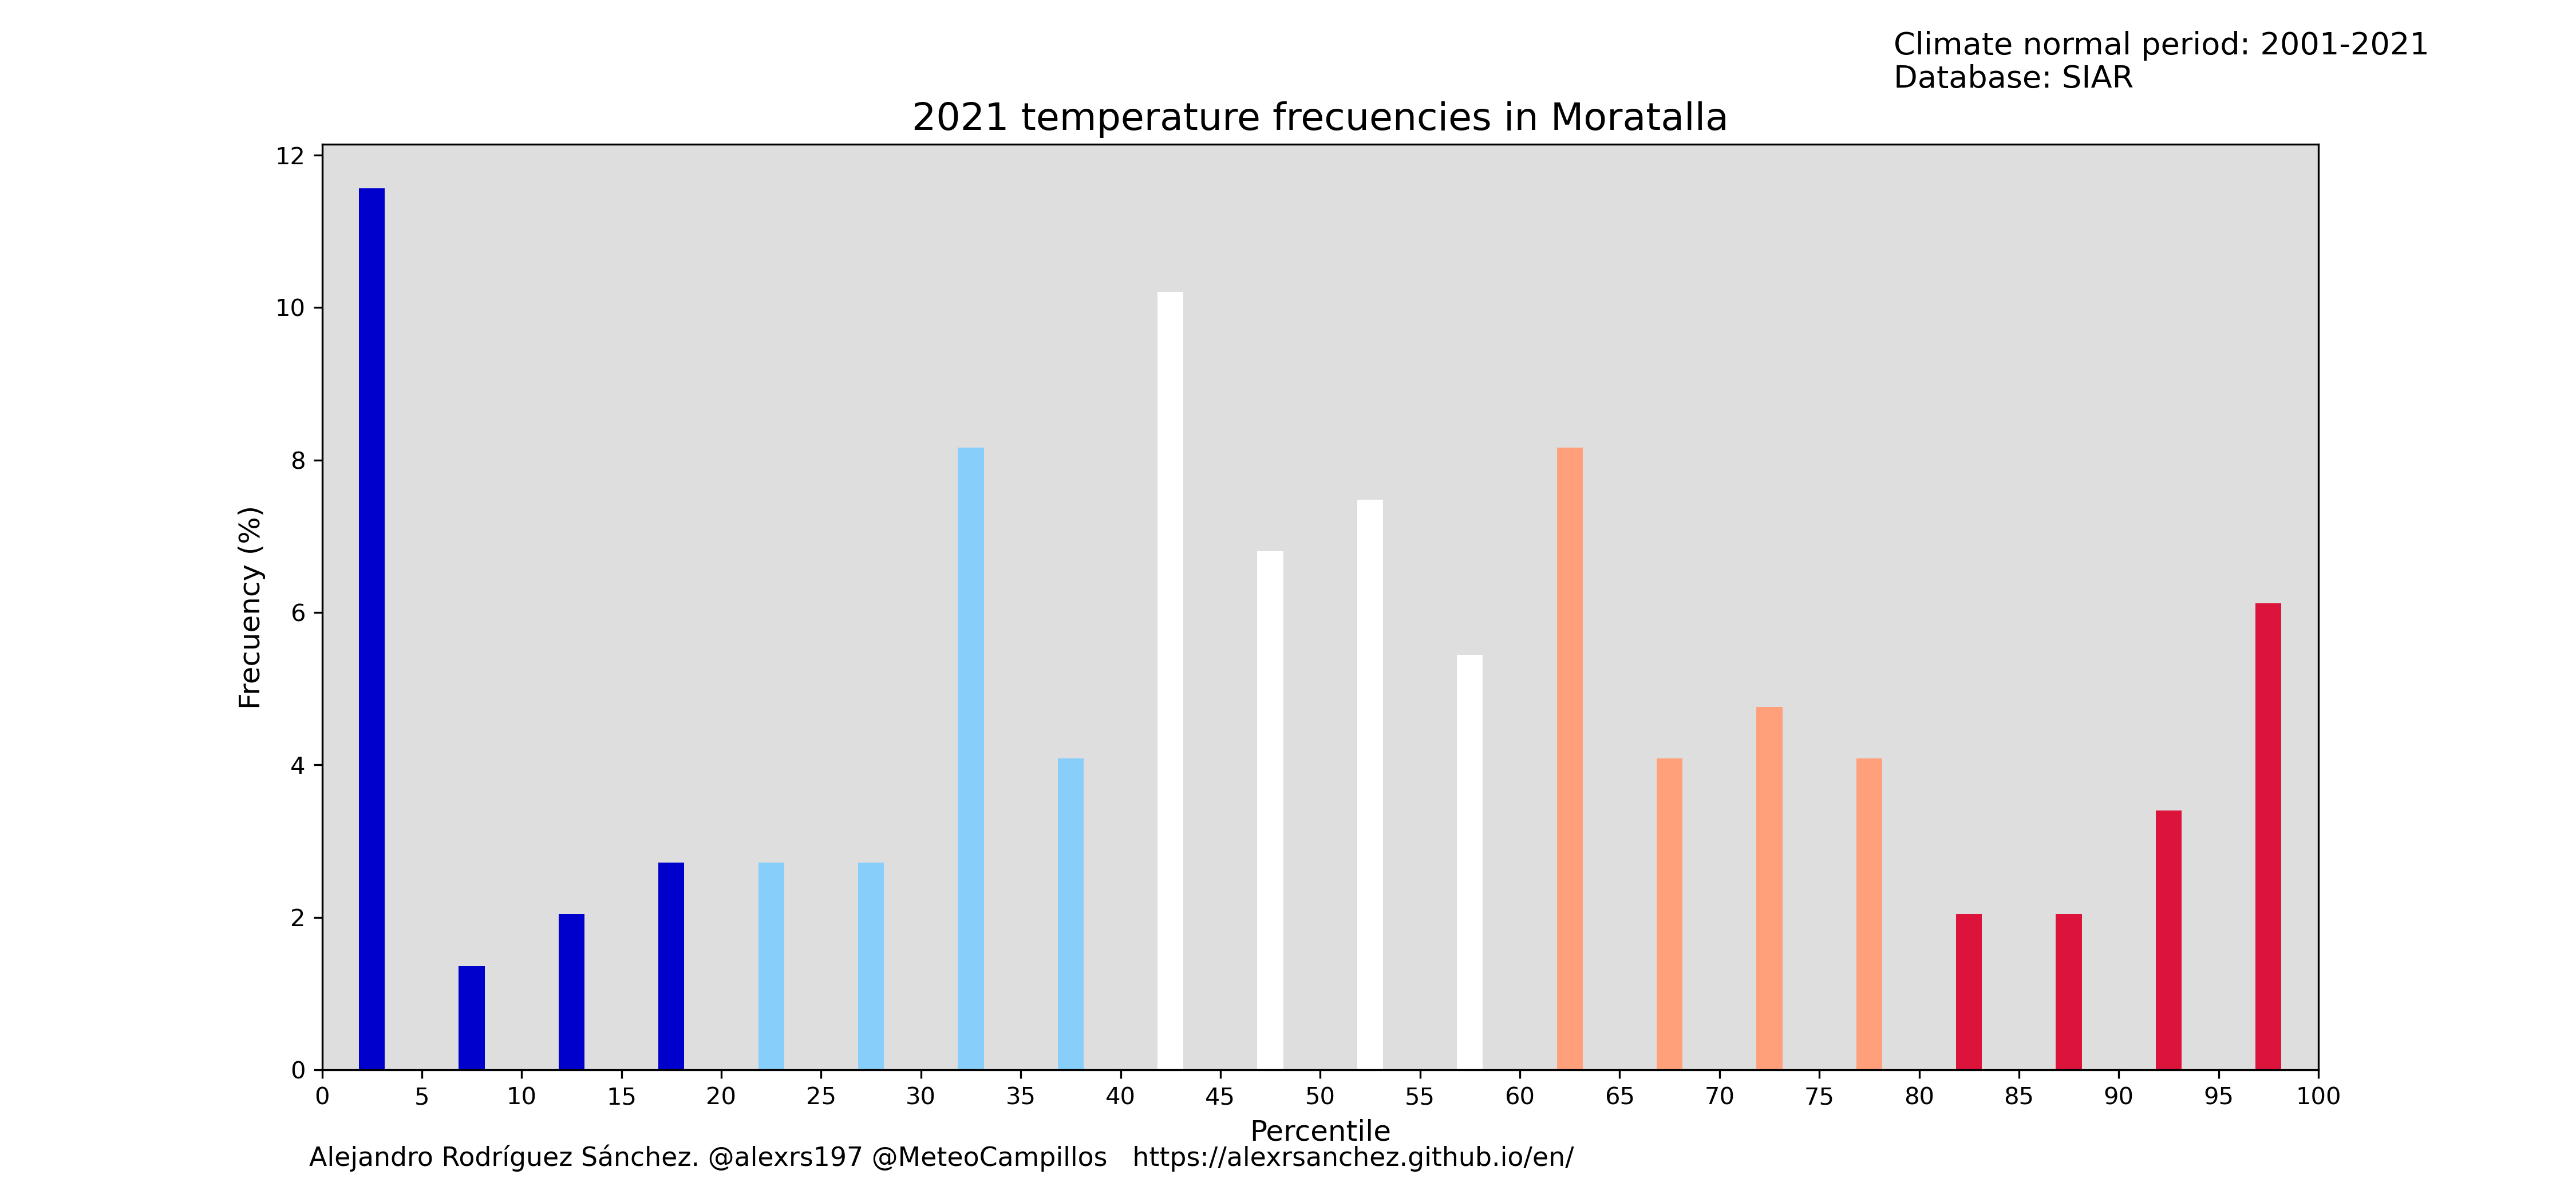 Climate normal period: 2001-2021
Database: SIAR
2021 temperature frecuencies in Moratalla
12
10
8
6
4
2
0
Frecuency (%)
0 5 10 15 20 25 30 35 40 45 50 55 60 65 70 75 80 85 90 95 100
Percentile
Alejandro Rodríguez Sánchez. @alexrs197 @MeteoCampillos https://alexrsanchez.github.io/en/